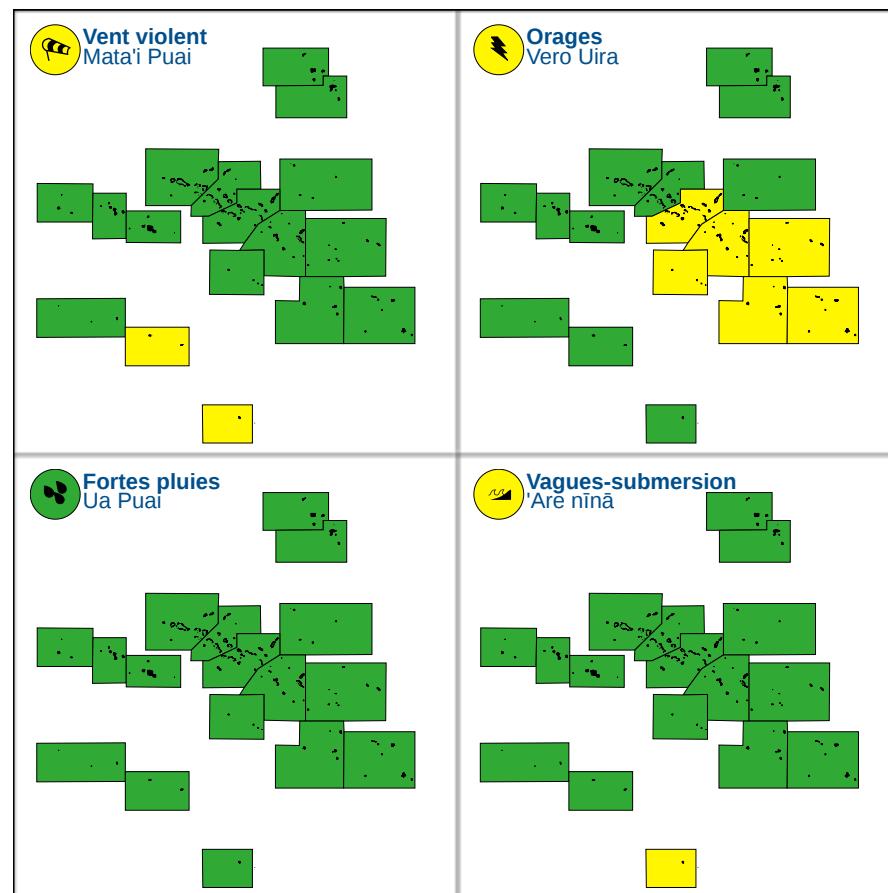 Vent violent
Mata'i Puai
Orages
Vero Uira
Fortes pluies
Ua Puai
Vagues-submersion
'Are nīnā